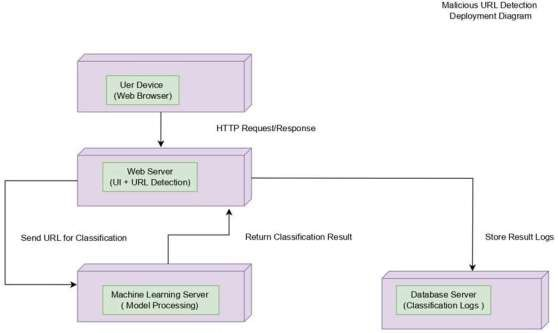 Malicious URL Detection
Deployment Diagram
Uer Device
(Web Browser)
HTTP Request/Response
Web Server
(UI + URL Detection)
Send URL for Classification
Return Classification Result
Store Result Logs
Machine Learning Server
( Model Processing)
Database Server
(Classification Logs )